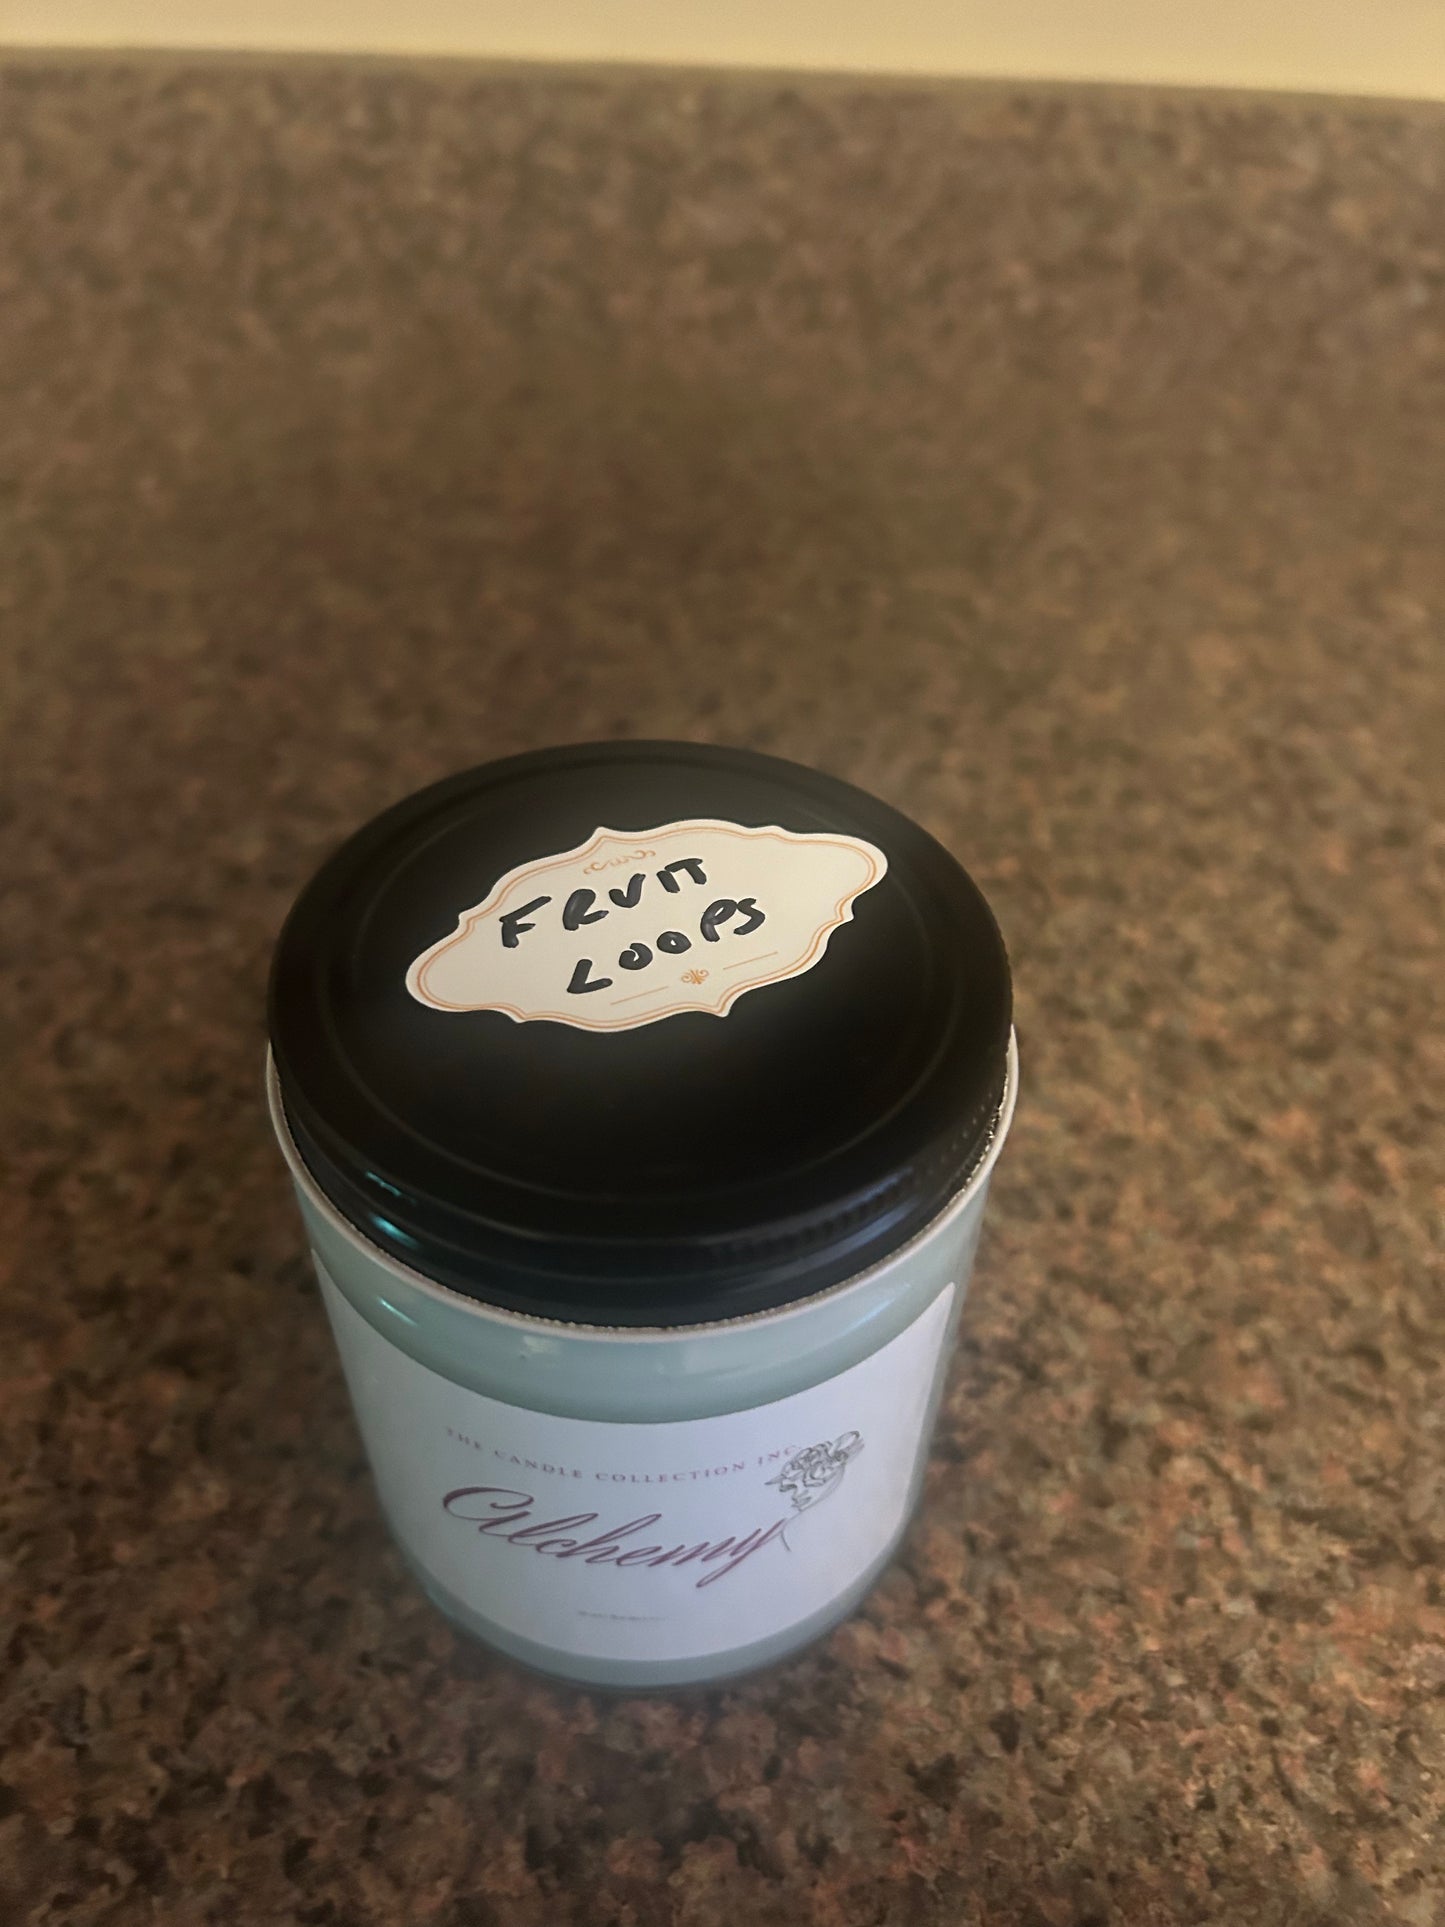 FRUIT
LOOPS
THE CANDLE COLLECTION INC
Alchemy